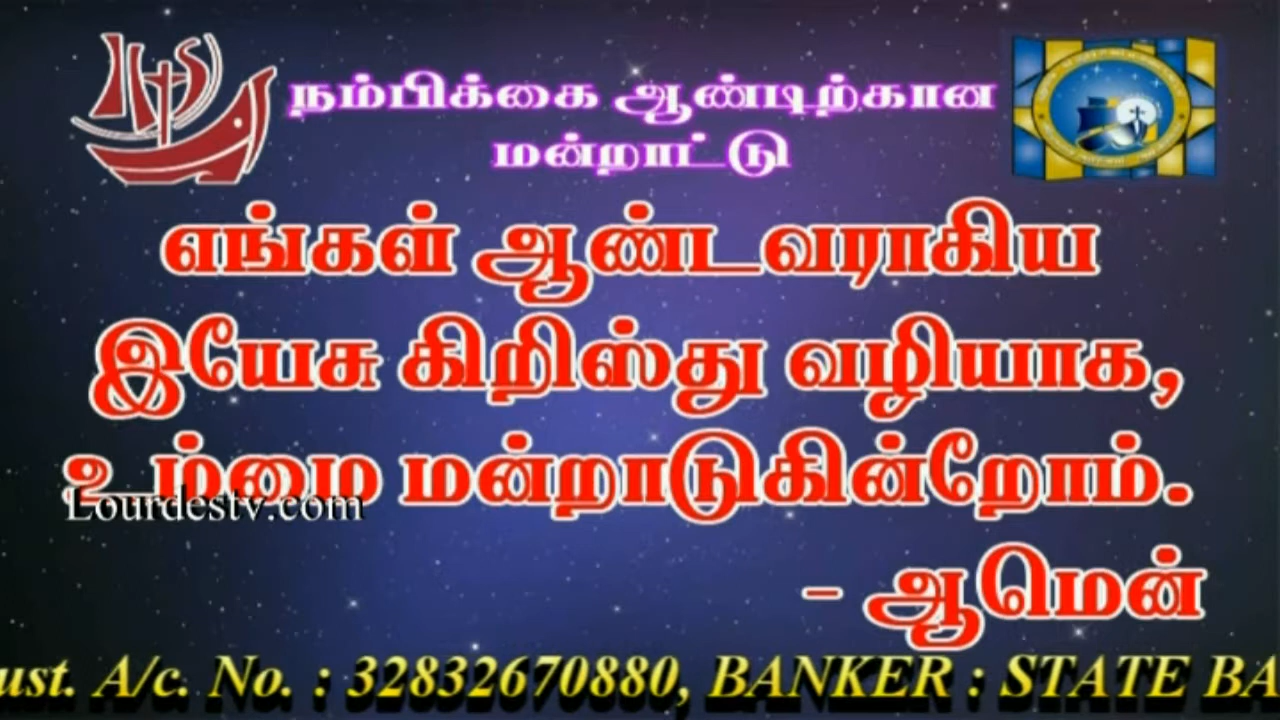 நம்பிக்கை ஆண்டிற்கான
மன்றாட்டு
எங்கள் ஆண்டவராகிய
இயேசு கிறிஸ்து வழியாக,
உம்மை மன்றாடுகின்றோம்.
Lourdestv.com
- ஆமென்
ust. A/c. No. : 32832670880, BANKER : STATE BA